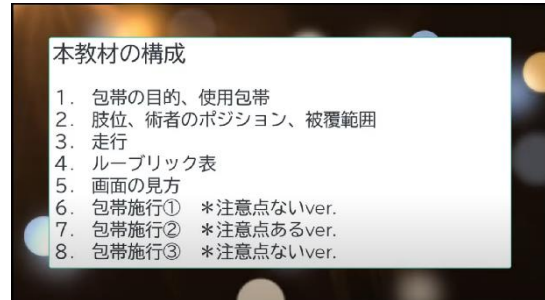 本教材の構成
1. 包帯の目的、使用包帯
2. 肢位、術者のポジション、被覆範囲
3. 走行
4. ルーブリック表
5. 画面の見方
6. 包帯施行① *注意点ないver.
7. 包帯施行② *注意点あるver.
8. 包帯施行③ *注意点ないver.